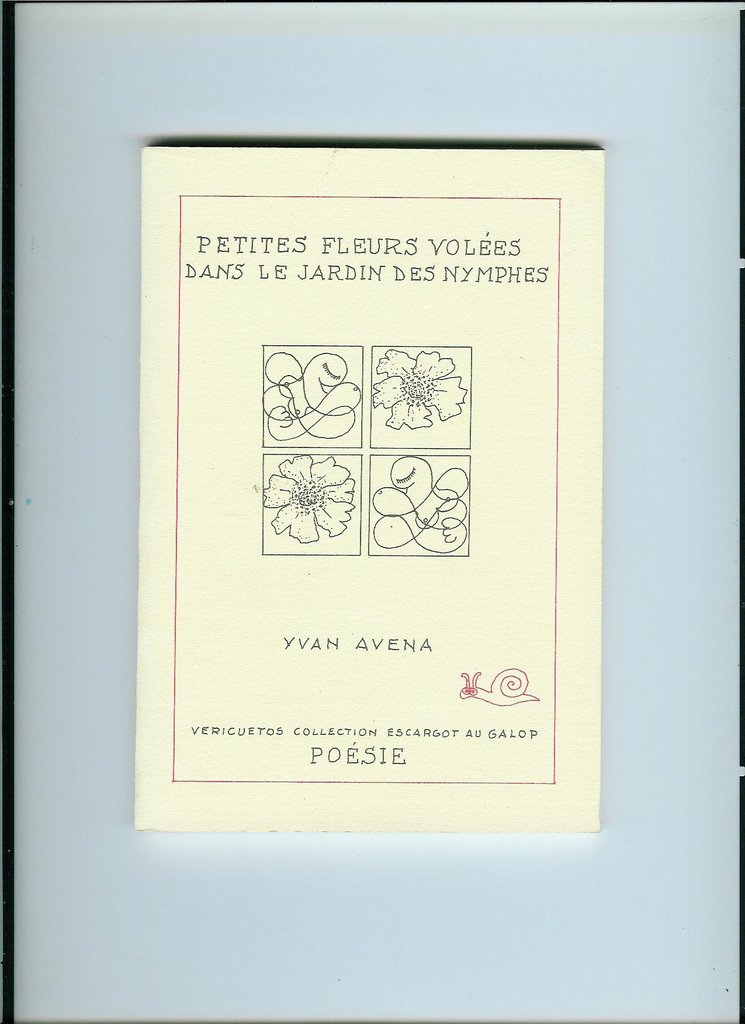 PETITES FLEURS VOLÉES
DANS LE JARDIN DES NYMPHES
YVAN AVENA
VERICUETOS COLLECTION ESCARGOT AU GALOP
POÉSIE